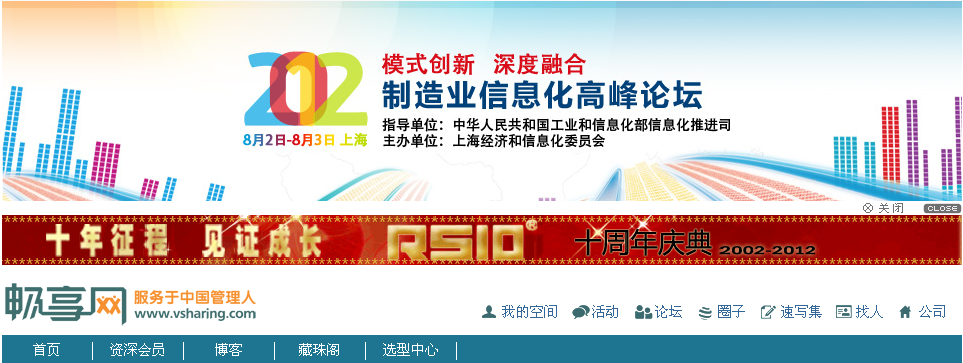 2012
模式创新 深度融合
制造业信息化高峰论坛
8月2日-8月3日 上海
指导单位：中华人民共和国工业和信息化部信息化推进司
主办单位：上海经济和信息化委员会
关闭 CLOSE
十年征程 见证成长 RS10® 十周年庆典 2002-2012
畅享网 服务于中国管理人
www.vsharing.com
我的空间 活动 论坛 圈子 速写集 找人 公司
首页 资深会员 博客 藏珠阁 选型中心